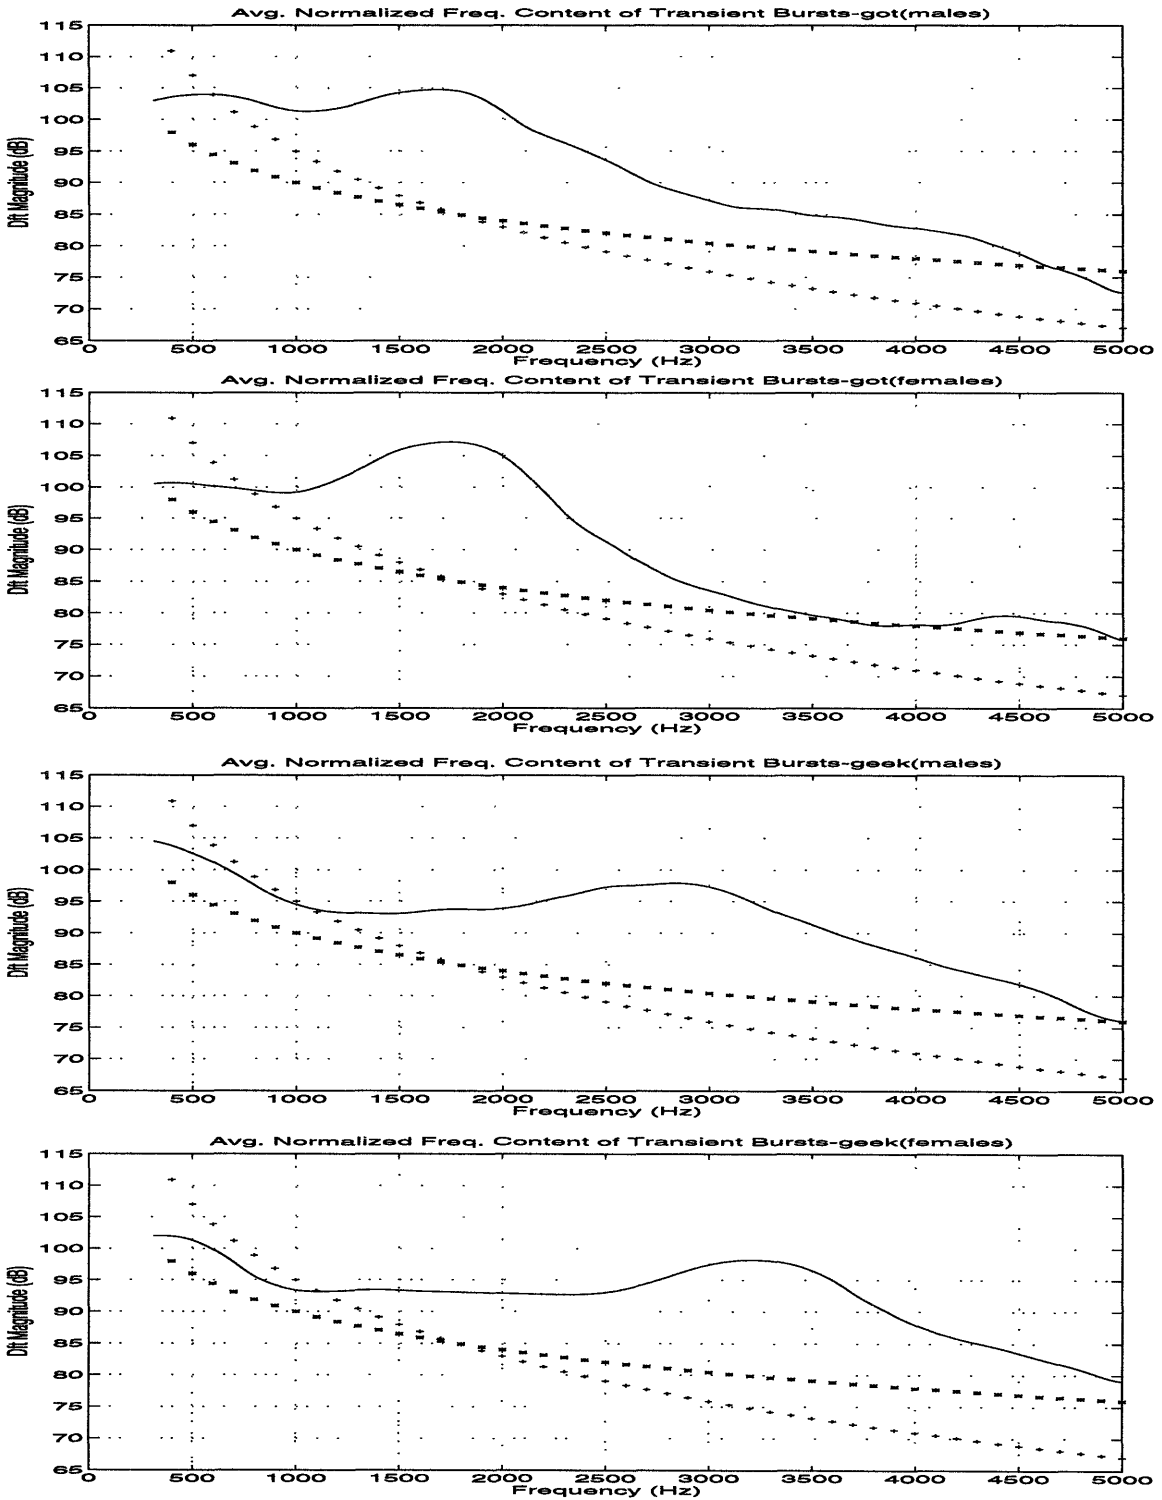 Avg. Normalized Freq. Content of Transient Bursts-got(males)
115
110
105
100
95
90
85
80
75
70
65
Dft Magnitude (dB)
0 500 1000 1500 2000 2500 3000 3500 4000 4500 5000
Frequency (Hz)
Avg. Normalized Freq. Content of Transient Bursts-got(females)
115
110
105
100
95
90
85
80
75
70
65
Dft Magnitude (dB)
0 500 1000 1500 2000 2500 3000 3500 4000 4500 5000
Frequency (Hz)
Avg. Normalized Freq. Content of Transient Bursts-geek(males)
115
110
105
100
95
90
85
80
75
70
65
Dft Magnitude (dB)
0 500 1000 1500 2000 2500 3000 3500 4000 4500 5000
Frequency (Hz)
Avg. Normalized Freq. Content of Transient Bursts-geek(females)
115
110
105
100
95
90
85
80
75
70
65
Dft Magnitude (dB)
0 500 1000 1500 2000 2500 3000 3500 4000 4500 5000
Frequency (Hz)